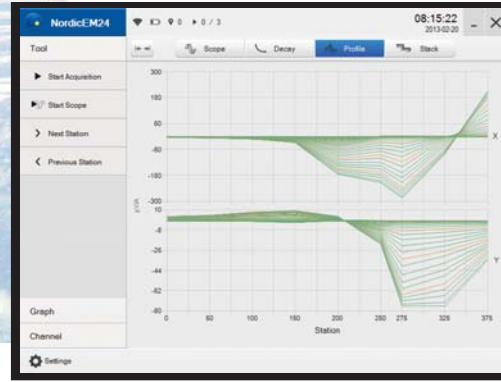 NordicEM24
0 0 / 3
08:15:22
2013-02-20
Tool
Scope
Decay
Profile
Stack
Start Acquisition
Start Scope
Next Station
Previous Station
Graph
Channel
Settings
300
180
60
-60
-180
-300
X
10
-8
-26
-44
-62
-80
Y
0 50 100 150 200 250 275 325 375
Station